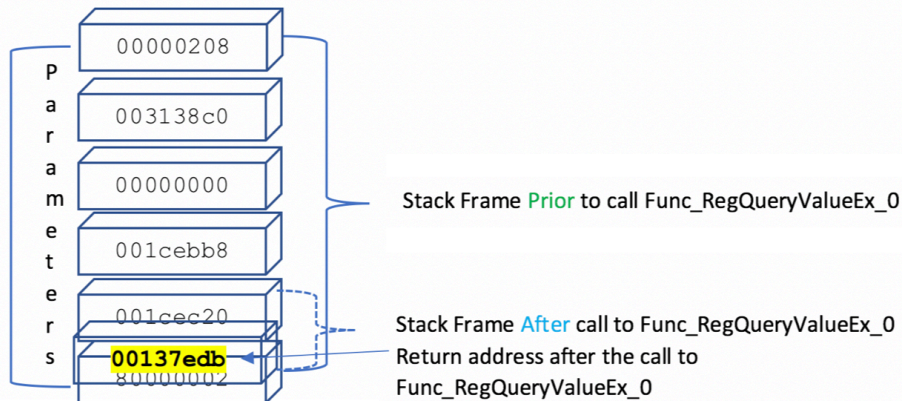 Parameters
00000208
003138c0
00000000
001cebb8
001cec20
00137edb
80000002
Stack Frame Prior to call Func_RegQueryValueEx_0
Stack Frame After call to Func_RegQueryValueEx_0
Return address after the call to
Func_RegQueryValueEx_0